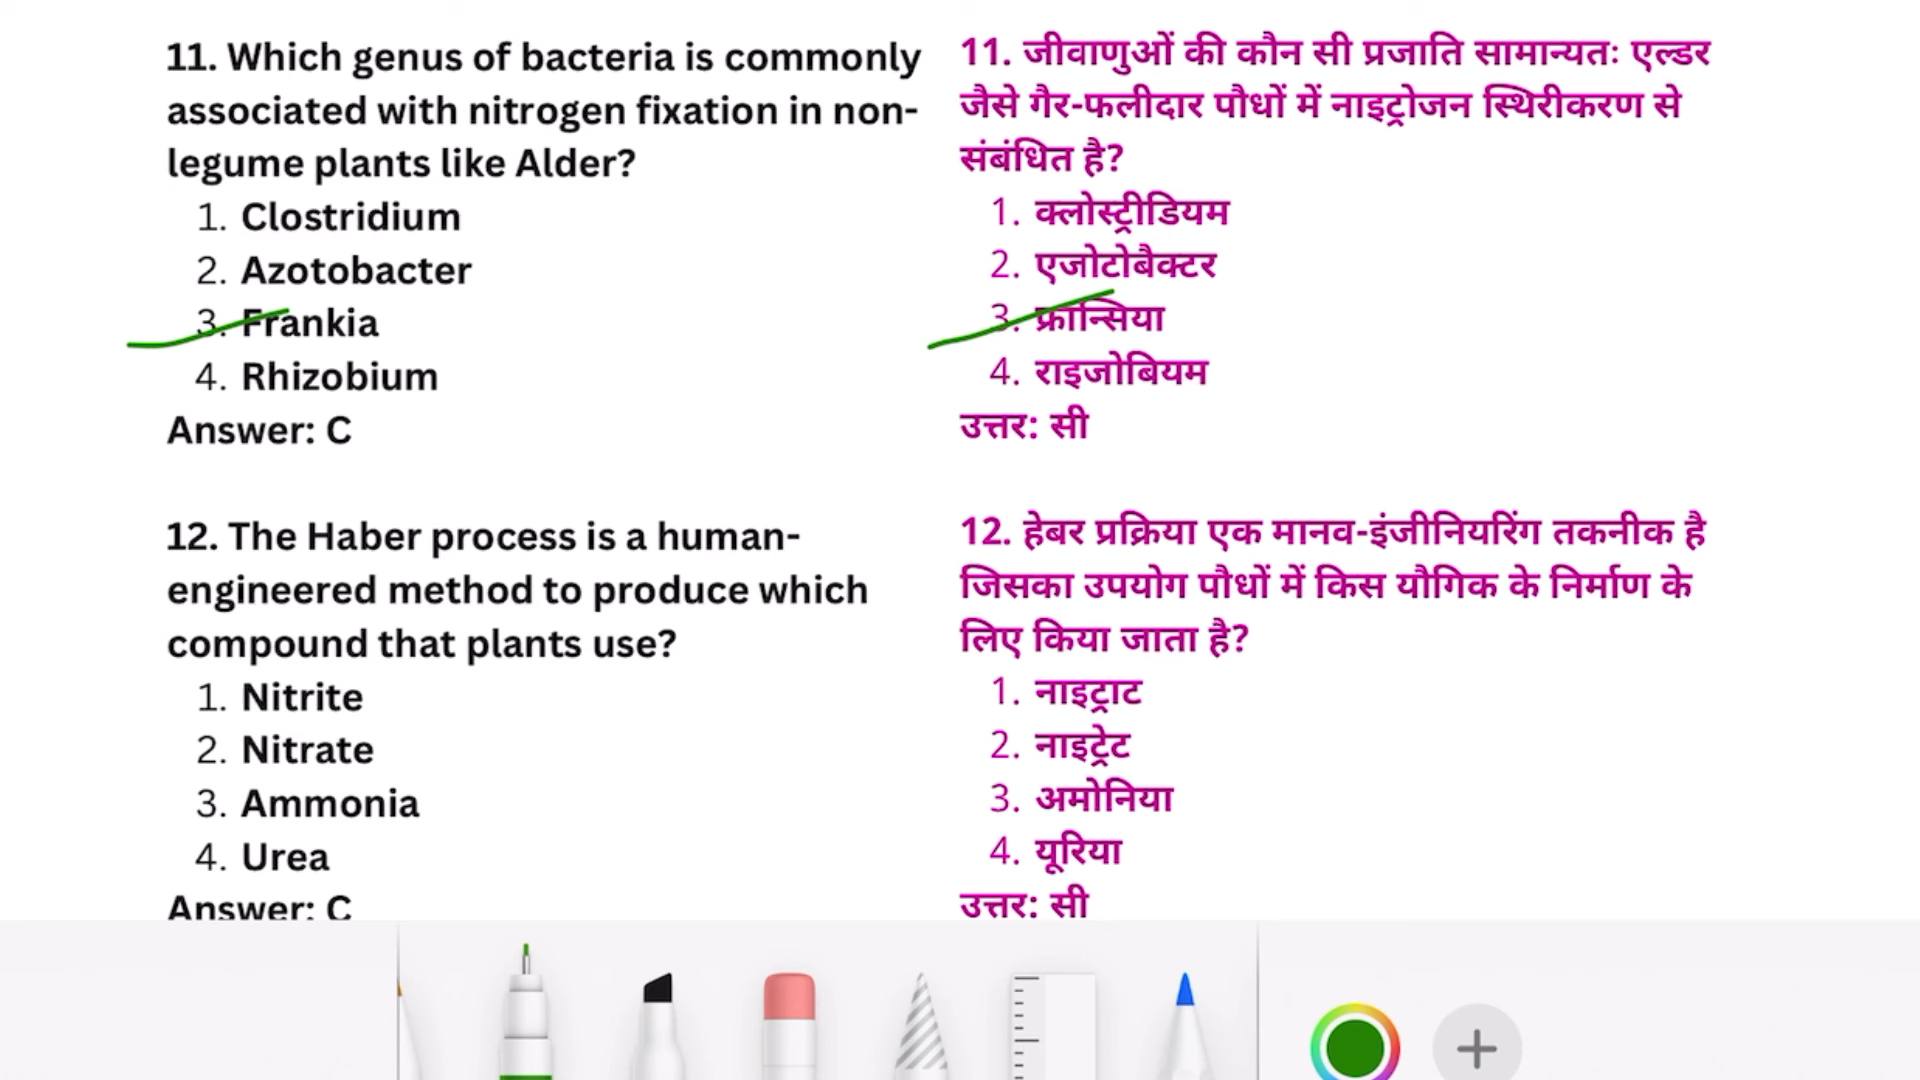 11. Which genus of bacteria is commonly
associated with nitrogen fixation in non-
legume plants like Alder?
1. Clostridium
2. Azotobacter
3. Frankia
4. Rhizobium
Answer: C
12. The Haber process is a human-
engineered method to produce which
compound that plants use?
1. Nitrite
2. Nitrate
3. Ammonia
4. Urea
Answer: C
11. जीवाणुओं की कौन सी प्रजाति सामान्यतः एल्डर
जैसे गैर-फलीदार पौधों में नाइट्रोजन स्थिरीकरण से
संबंधित है?
1. क्लोस्ट्रीडियम
2. एजोटोबैक्टर
3. फ्रान्सिया
4. राइजोबियम
उत्तर: सी
12. हेबर प्रक्रिया एक मानव-इंजीनियरिंग तकनीक है
जिसका उपयोग पौधों में किस यौगिक के निर्माण के
लिए किया जाता है?
1. नाइट्राट
2. नाइट्रेट
3. अमोनिया
4. यूरिया
उत्तर: सी